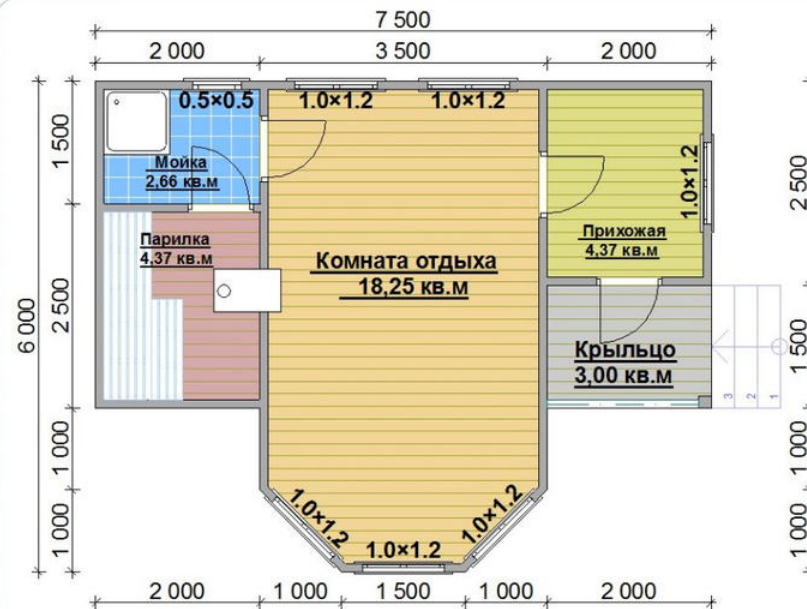 7 500
2 000
3 500
2 000
0.5×0.5
1.0×1.2
1.0×1.2
1 500
Мойка
2,66 кв.м
1.0×1.2
2 500
Парилка
4,37 кв.м
Прихожая
4,37 кв.м
Комната отдыха
18,25 кв.м
6 000
2 500
Крыльцо
3,00 кв.м
1 500
3
2
1
1 000
1 000
1.0×1.2
1.0×1.2
1.0×1.2
1 000
1 000
2 000
1 000
1 500
1 000
2 000